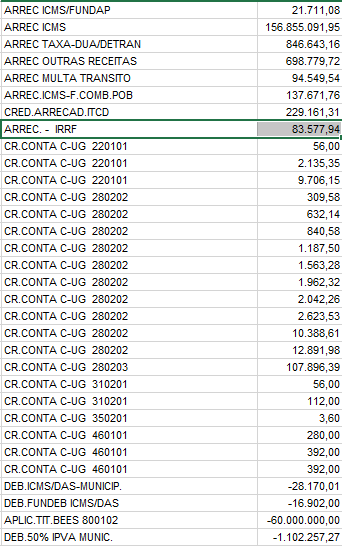 ARREC ICMS/FUNDAP 21.711,08
ARREC ICMS 156.855.091,95
ARREC TAXA-DUA/DETRAN 846.643,16
ARREC OUTRAS RECEITAS 698.779,72
ARREC MULTA TRANSITO 94.549,54
ARREC.ICMS-F.COMB.POB 137.671,76
CRED.ARRECAD.ITCD 229.161,31
ARREC. - IRRF 83.577,94
CR.CONTA C-UG 220101 56,00
CR.CONTA C-UG 220101 2.135,35
CR.CONTA C-UG 220101 9.706,15
CR.CONTA C-UG 280202 309,58
CR.CONTA C-UG 280202 632,14
CR.CONTA C-UG 280202 840,58
CR.CONTA C-UG 280202 1.187,50
CR.CONTA C-UG 280202 1.563,28
CR.CONTA C-UG 280202 1.962,32
CR.CONTA C-UG 280202 2.042,26
CR.CONTA C-UG 280202 2.623,53
CR.CONTA C-UG 280202 10.388,61
CR.CONTA C-UG 280202 12.891,98
CR.CONTA C-UG 280203 107.896,39
CR.CONTA C-UG 310201 56,00
CR.CONTA C-UG 310201 112,00
CR.CONTA C-UG 350201 3,60
CR.CONTA C-UG 460101 280,00
CR.CONTA C-UG 460101 392,00
CR.CONTA C-UG 460101 392,00
DEB.ICMS/DAS-MUNICIP. -28.170,01
DEB.FUNDEB ICMS/DAS -16.902,00
APLIC.TIT.BEES 800102 -60.000.000,00
DEB.50% IPVA MUNIC. -1.102.257,27